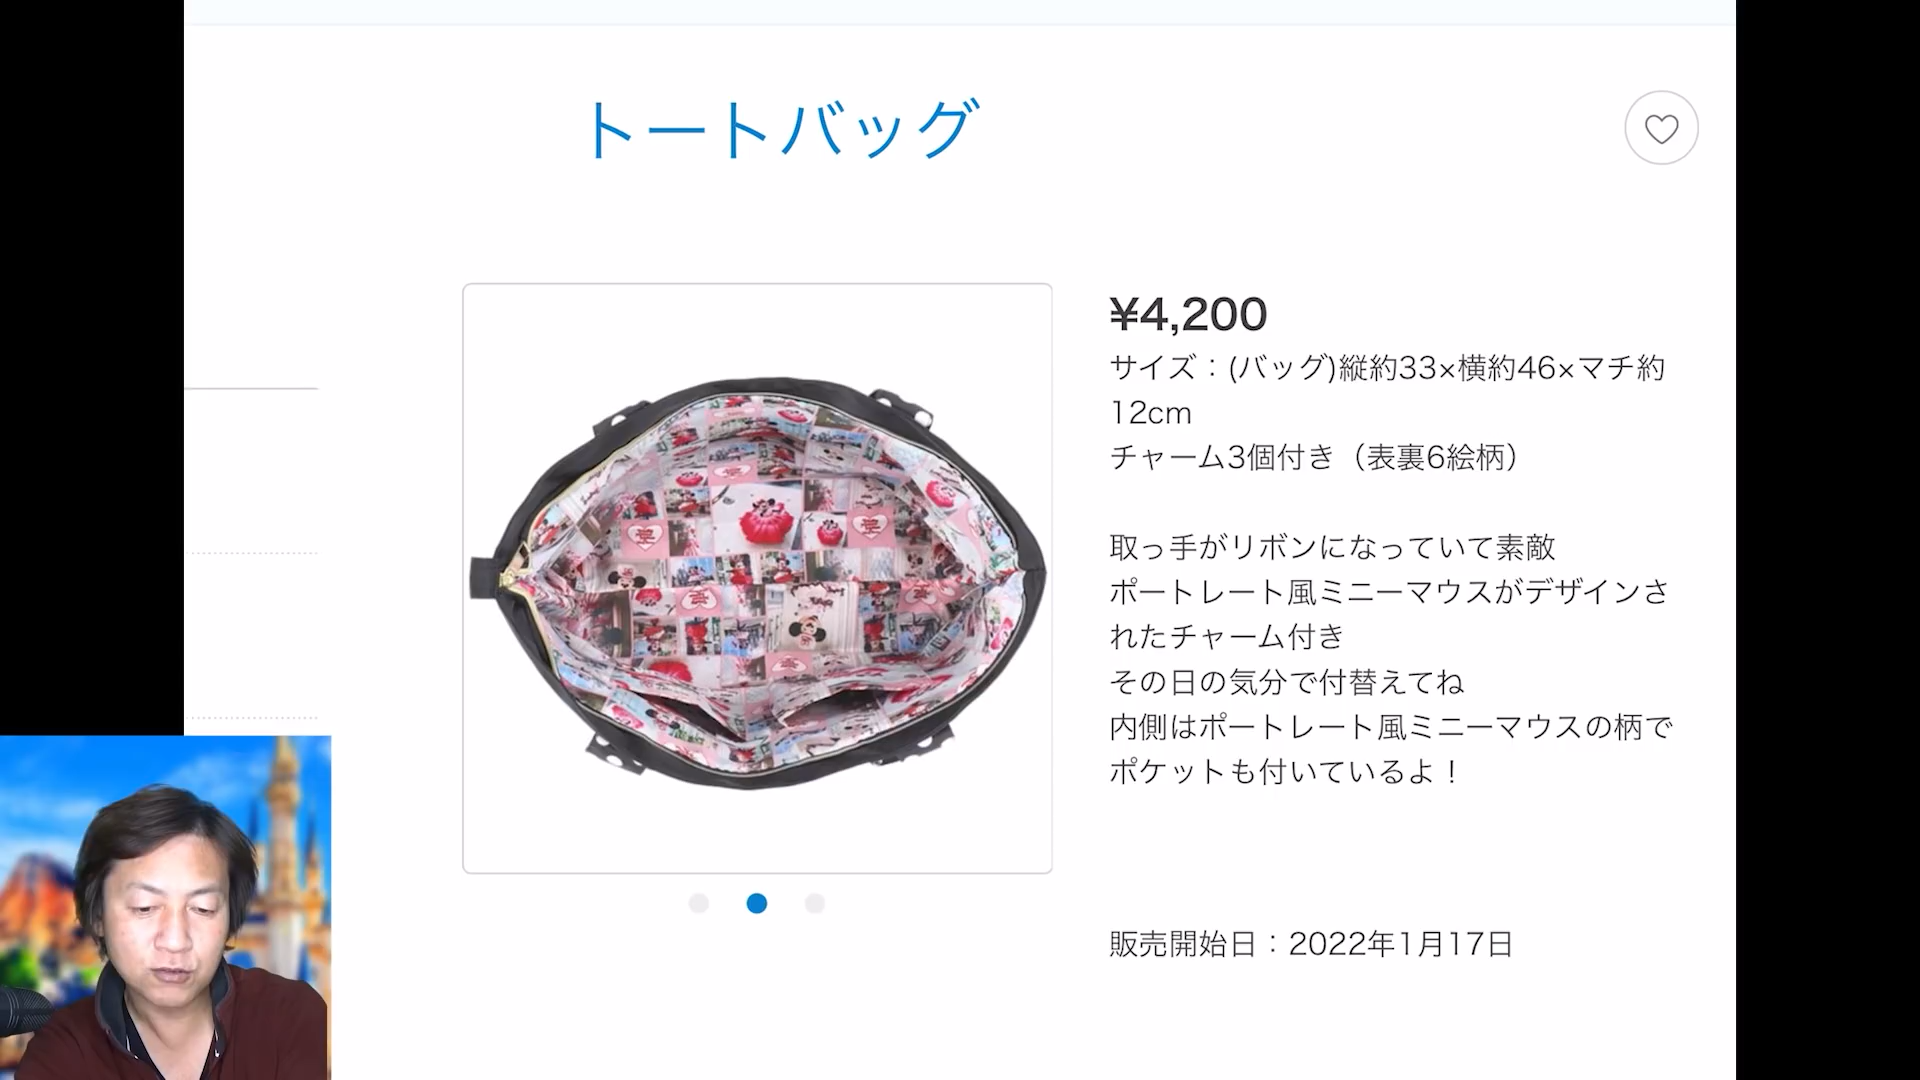 トートバッグ
¥4,200
サイズ：(バッグ)縦約33×横約46×マチ約
12cm
チャーム3個付き（表裏6絵柄）
取っ手がリボンになっていて素敵
ポートレート風ミニーマウスがデザインさ
れたチャーム付き
その日の気分で付替えてね
内側はポートレート風ミニーマウスの柄で
ポケットも付いているよ！
販売開始日：2022年1月17日